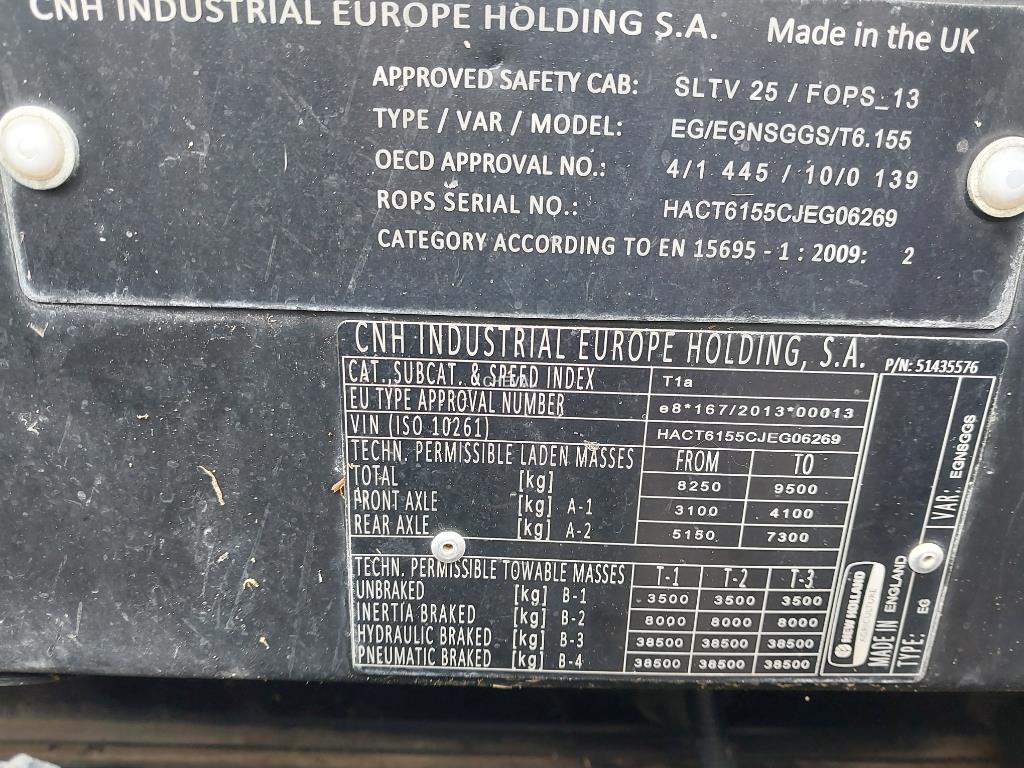 CNH INDUSTRIAL EUROPE HOLDING S.A. Made in the UK
APPROVED SAFETY CAB: SLTV 25 / FOPS_13
TYPE / VAR / MODEL: EG/EGNSGGS/T6.155
OECD APPROVAL NO.: 4/1 445 / 10/0 139
ROPS SERIAL NO.: HACT6155CJEG06269
CATEGORY ACCORDING TO EN 15695 - 1 : 2009: 2
CNH INDUSTRIAL EUROPE HOLDING, S.A. P/N: 51435576
CAT., SUBCAT. & SPEED INDEX T1a
EU TYPE APPROVAL NUMBER e8*167/2013*00013
VIN (ISO 10261) HACT6155CJEG06269
TECHN. PERMISSIBLE LADEN MASSES FROM TO
TOTAL [kg] 8250 9500
FRONT AXLE [kg] A-1 3100 4100
REAR AXLE [kg] A-2 5150 7300
TECHN. PERMISSIBLE TOWABLE MASSES T-1 T-2 T-3
UNBRAKED [kg] B-1 3500 3500 3500
INERTIA BRAKED [kg] B-2 8000 8000 8000
HYDRAULIC BRAKED [kg] B-3 38500 38500 38500
PNEUMATIC BRAKED [kg] B-4 38500 38500 38500
NEW HOLLAND
AGRICULTURE
MADE IN ENGLAND
TYPE: EG
VAR. EGNSGGS